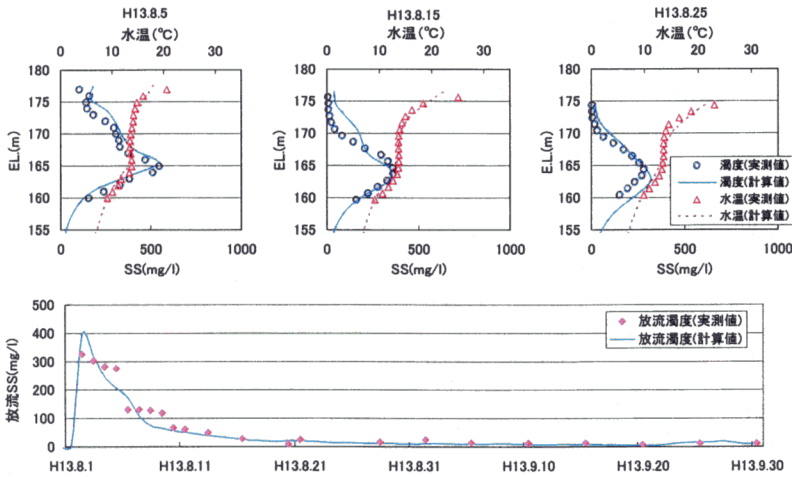 H13.8.5
水温(℃)
0 10 20 30
180
175
170
165
160
155
EL.(m)
0 500 1000
SS(mg/l)
H13.8.15
水温(℃)
0 10 20 30
180
175
170
165
160
155
EL.(m)
0 500 1000
SS(mg/l)
H13.8.25
水温(℃)
0 10 20 30
180
175
170
165
160
155
EL.(m)
0 500 1000
SS(mg/l)
濁度(実測値)
濁度(計算値)
水温(実測値)
水温(計算値)
500
400
300
200
100
0
放流SS(mg/l)
放流濁度(実測値)
放流濁度(計算値)
H13.8.1 H13.8.11 H13.8.21 H13.8.31 H13.9.10 H13.9.20 H13.9.30